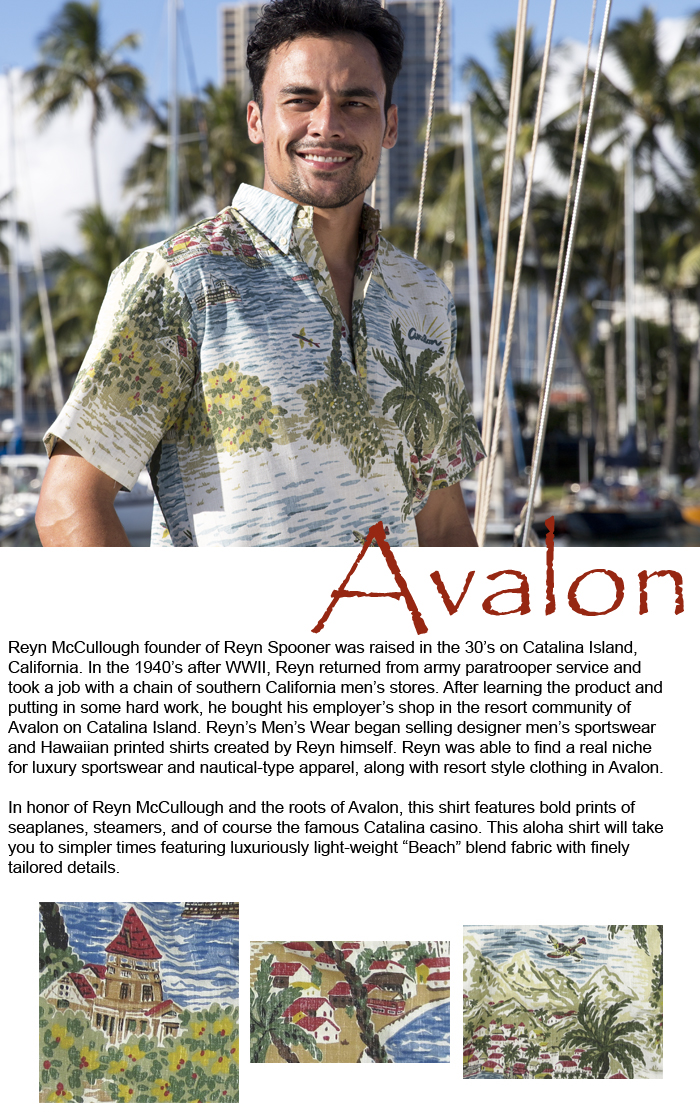 Avalon
Avalon
Reyn McCullough founder of Reyn Spooner was raised in the 30’s on Catalina Island,
California. In the 1940’s after WWII, Reyn returned from army paratrooper service and
took a job with a chain of southern California men’s stores. After learning the product and
putting in some hard work, he bought his employer’s shop in the resort community of
Avalon on Catalina Island. Reyn’s Men’s Wear began selling designer men’s sportswear
and Hawaiian printed shirts created by Reyn himself. Reyn was able to find a real niche
for luxury sportswear and nautical-type apparel, along with resort style clothing in Avalon.
In honor of Reyn McCullough and the roots of Avalon, this shirt features bold prints of
seaplanes, steamers, and of course the famous Catalina casino. This aloha shirt will take
you to simpler times featuring luxuriously light-weight “Beach” blend fabric with finely
tailored details.